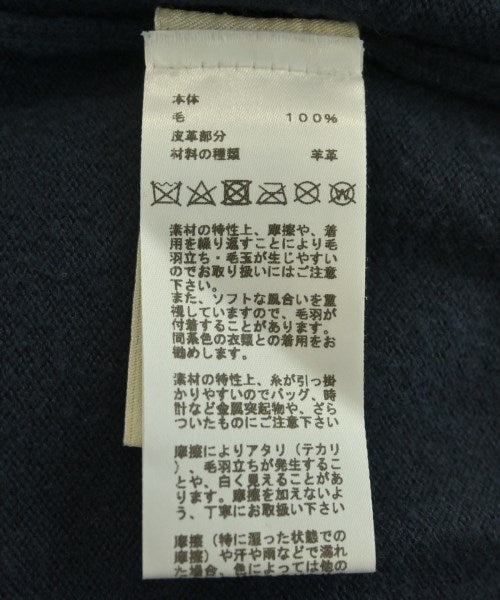 本体
毛 100%
皮革部分
材料の種類 羊革
素材の特性上、摩擦や、着
用を繰り返すことにより毛
羽立ち・毛玉が生じやすい
のでお取り扱いにはご注意
下さい。
また、ソフトな風合いを重
視していますので、毛羽が
付着することがあります。
同系色の衣類との着用をお
勧めします。
素材の特性上、糸が引っ掛
かりやすいのでバッグ、時
計など金属突起物や、ざら
ついたものにご注意下さい
摩擦によりアタリ（テカリ
）、毛羽立ちが発生するこ
とや、白く見えることがあ
ります。摩擦を加えないよ
う、丁寧にお取扱い下さい
摩擦（特に湿った状態での
摩擦）や汗や雨などで濡れ
た場合、色によっては他の